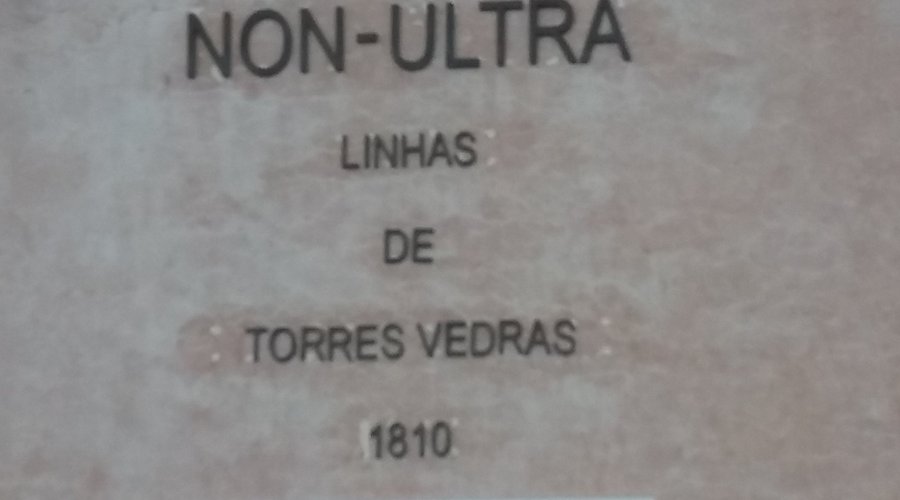 NON-ULTRA
LINHAS
DE
TORRES VEDRAS
1810